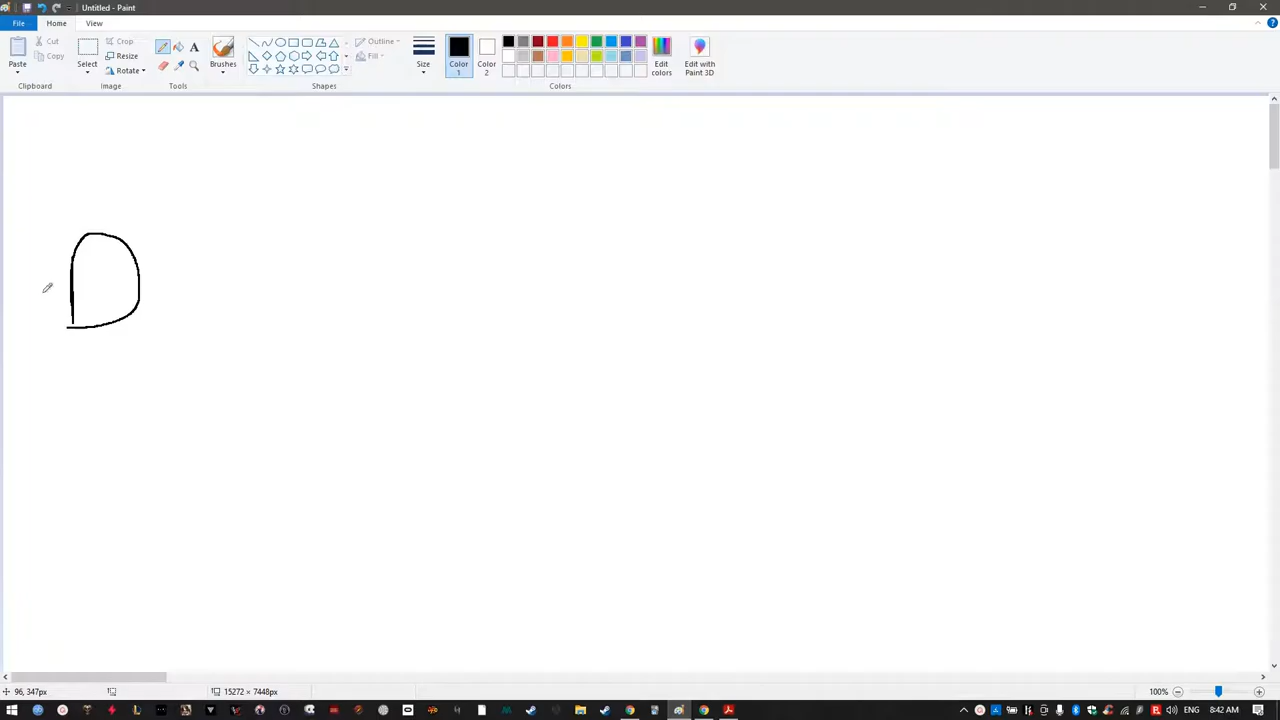 Untitled - Paint
File Home View
Paste
Cut
Copy
Clipboard
Select
Crop
Resize
Rotate
Image
A
Tools
Brushes
Shapes
Outline
Fill
Size
Color 1
Color 2
Edit colors
Edit with Paint 3D
Colors
D
96, 347px 15272 × 7448px 100%
ENG 3:42 AM